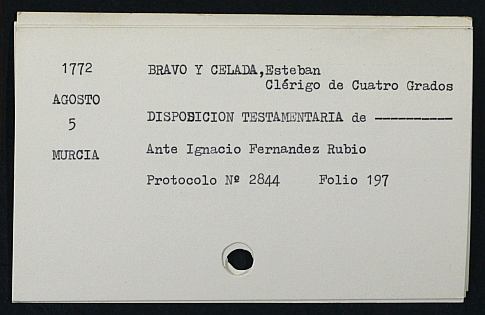 1772
AGOSTO
5
MURCIA
BRAVO Y CELADA,Esteban
Clérigo de Cuatro Grados
DISPOSICION TESTAMENTARIA de ----------
Ante Ignacio Fernandez Rubio
Protocolo Nº 2844 Folio 197